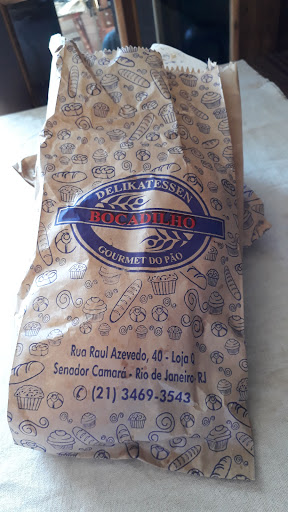 DELIKATESSEN
BOCADILHO
GOURMET DO PÃO
Rua Raul Azevedo, 40 - Loja Q
Senador Camará - Rio de Janeiro RJ
(21) 3469-3543